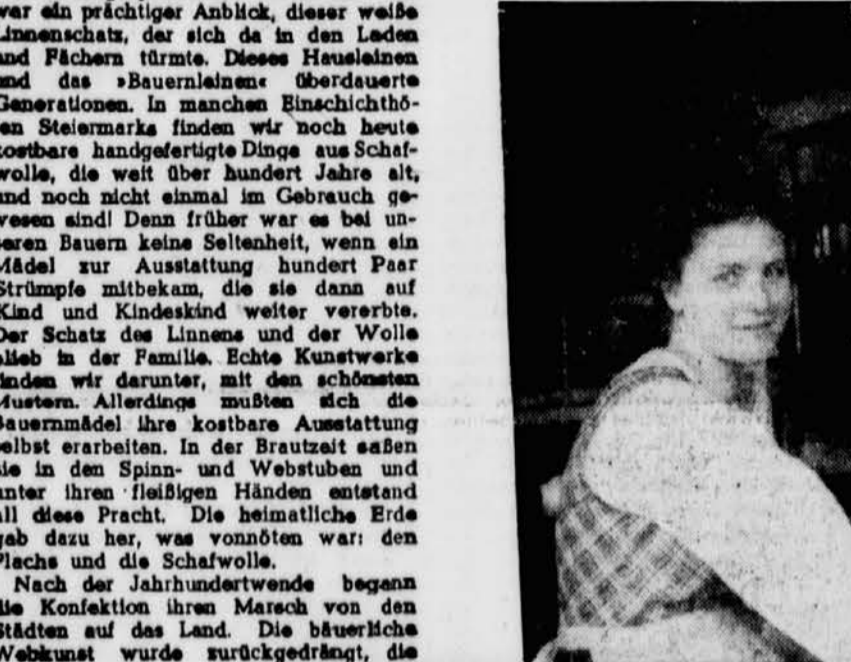 war ein prächtiger Anblick, dieser weiße
Linnenschatz, der sich da in den Laden
und Fächern türmte. Dieses Hausleinen
und das »Bauernleinen« überdauerte
Generationen. In manchen Einschichthö-
fen Steiermarks finden wir noch heute
kostbare handgefertigte Dinge aus Schaf-
wolle, die weit über hundert Jahre alt,
und noch nicht einmal im Gebrauch ge-
wesen sind! Denn früher war es bei un-
seren Bauern keine Seltenheit, wenn ein
Mädel zur Ausstattung hundert Paar
Strümpfe mitbekam, die sie dann auf
Kind und Kindeskind weiter vererbte.
Der Schatz des Linnens und der Wolle
blieb in der Familie. Echte Kunstwerke
finden wir darunter, mit den schönsten
Mustern. Allerdings mußten sich die
Bauernmädel ihre kostbare Ausstattung
selbst erarbeiten. In der Brautzeit saßen
sie in den Spinn- und Webstuben und
unter ihren fleißigen Händen entstand
all diese Pracht. Die heimatliche Erde
gab dazu her, was vonnöten war: den
Flachs und die Schafwolle.
Nach der Jahrhundertwende begann
die Konfektion ihren Marsch von den
Städten auf das Land. Die bäuerliche
Webkunst wurde zurückgedrängt, die